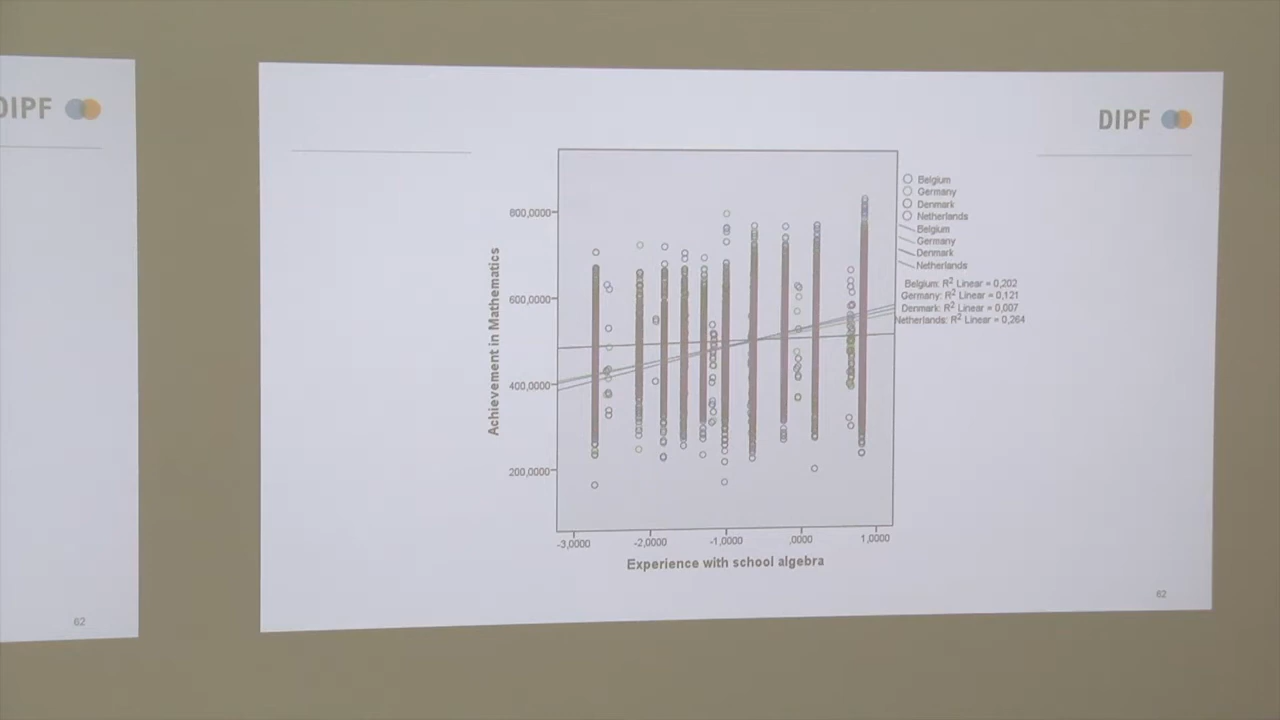 DIPF
62
DIPF
Belgium
Germany
Denmark
Netherlands
Belgium
Germany
Denmark
Netherlands
Belgium: R2 Linear = 0,202
Germany: R2 Linear = 0,121
Denmark: R2 Linear = 0,007
Netherlands: R2 Linear = 0,264
Achievement in Mathematics
800,0000
600,0000
400,0000
200,0000
-3,0000 -2,0000 -1,0000 ,0000 1,0000
Experience with school algebra
62